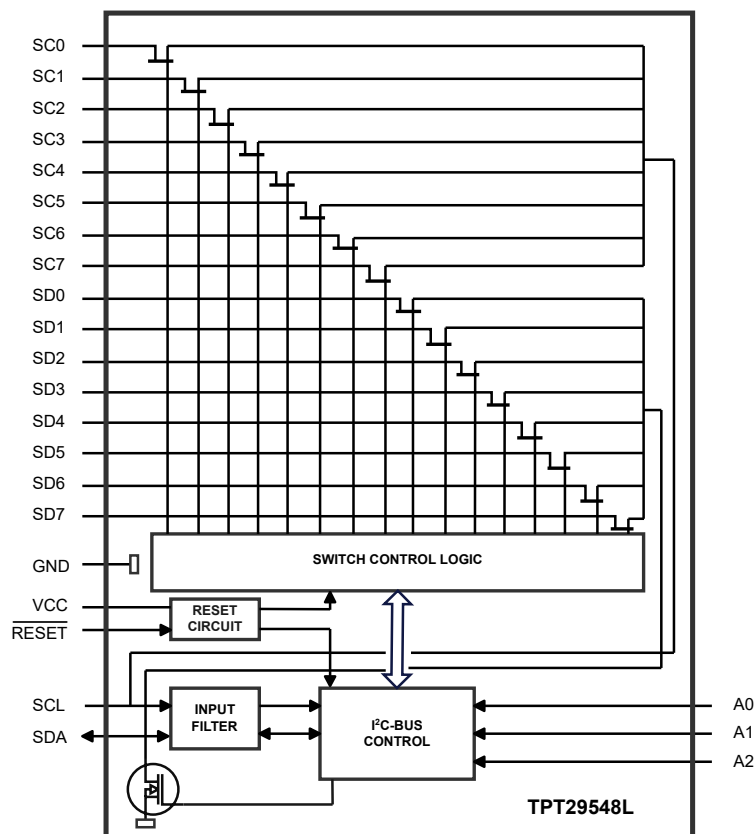 SC0
SC1
SC2
SC3
SC4
SC5
SC6
SC7
SD0
SD1
SD2
SD3
SD4
SD5
SD6
SD7
GND
SWITCH CONTROL LOGIC
VCC
RESET
RESET
CIRCUIT
SCL
SDA
INPUT
FILTER
I²C-BUS
CONTROL
A0
A1
A2
TPT29548L